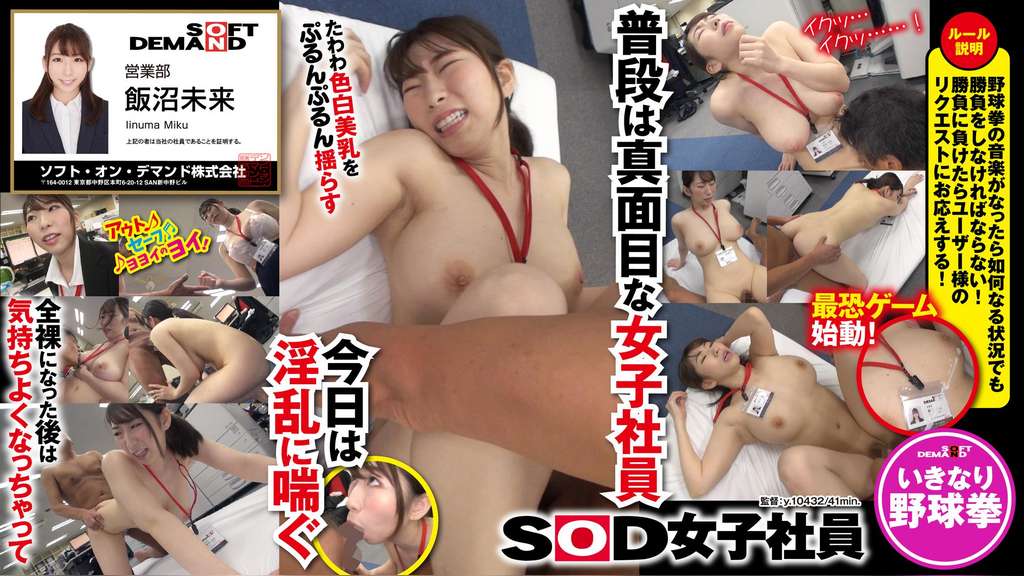 SOFT
ON
DEMAND
営業部
飯沼未来
Iinuma Miku
上記の者は当社の社員であることを証明する。
ソフト・オン・デマンド株式会社
〒164-0012 東京都中野区本町6-20-12 SAN新中野ビル
アウト♪
セーフ♪
♪ヨヨイのヨイ!
全裸になった後は
気持ちよくなっちゃって
たわわ色白美乳を
ぷるんぷるん揺らす
普段は真面目な女子社員
今日は
淫乱に喘ぐ
イクッ…
イクッ……!
ルール
説明
野球拳の音楽がなったら如何なる状況でも
勝負をしなければならない!
勝負に負けたらユーザー様の
リクエストにお応えする!
最恐ゲーム
始動!
監督:y.10432/41min.
SOD女子社員
SOFT
ON
DEMAND
いきなり
野球拳